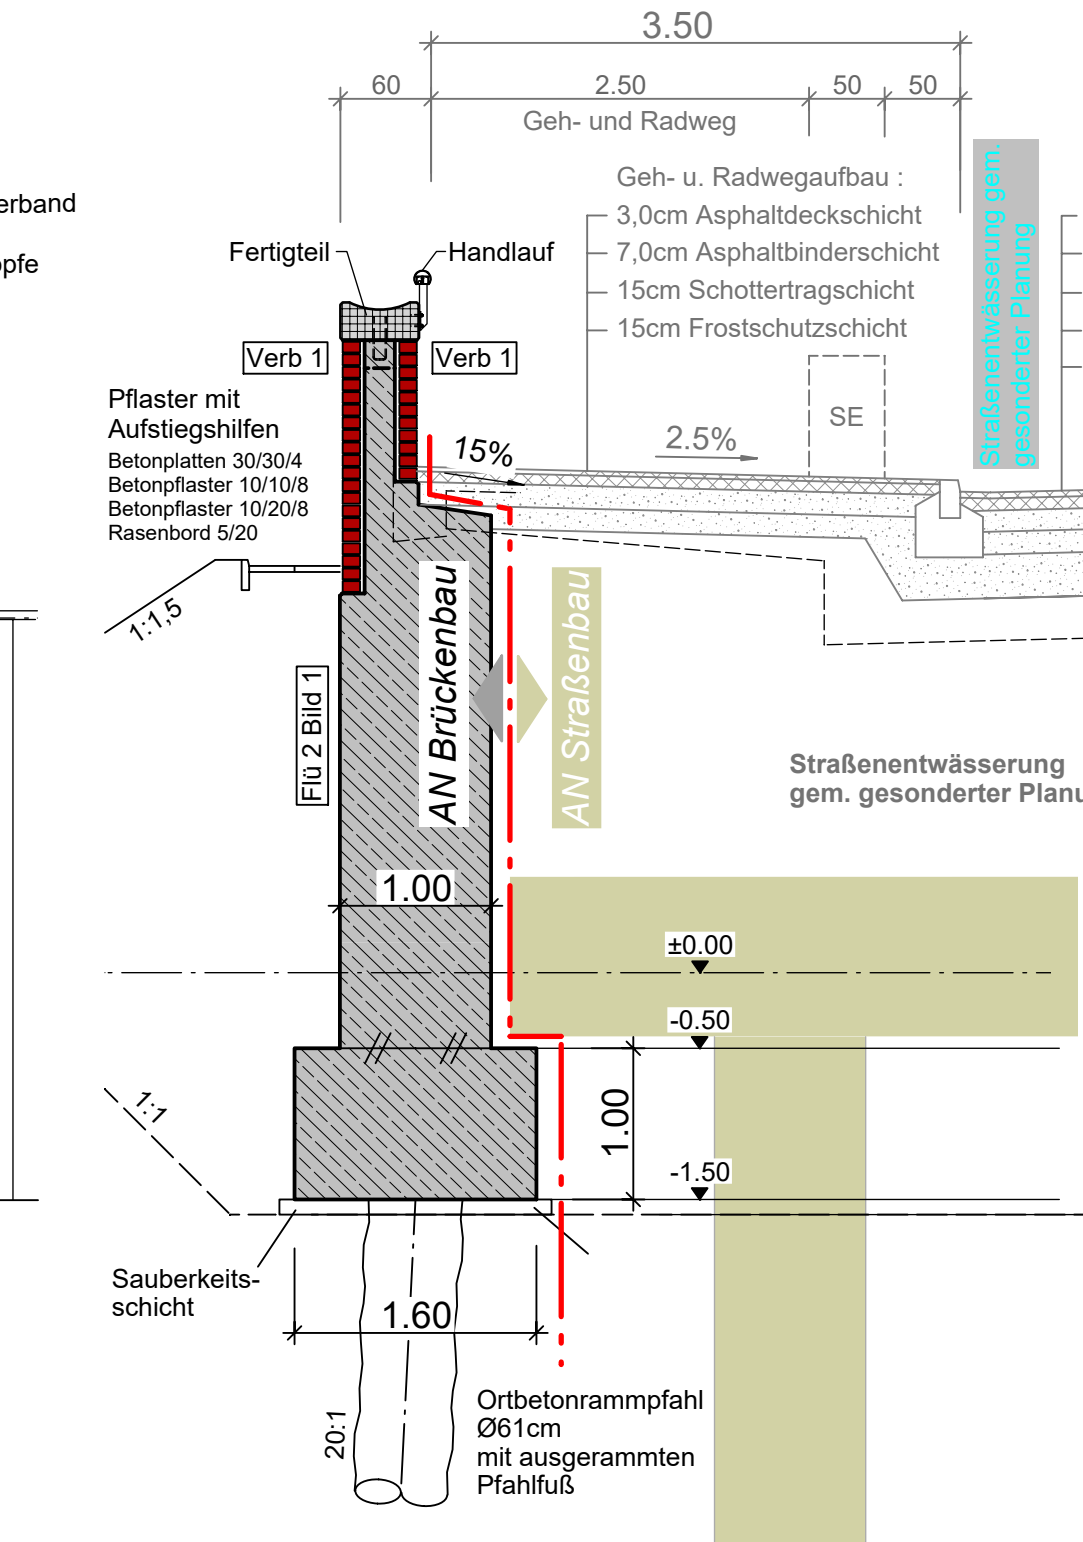 3.50
60
2.50
50
50
Geh- und Radweg
Geh- u. Radwegaufbau :
3,0cm Asphaltdeckschicht
7,0cm Asphaltbinderschicht
15cm Schottertragschicht
15cm Frostschutzschicht
Straßenentwässerung gem.
gesonderter Planung
erband
Fertigteil
Handlauf
Verb 1
Verb 1
Pflaster mit
Aufstiegshilfen
Betonplatten 30/30/4
Betonpflaster 10/10/8
Betonpflaster 10/20/8
Rasenbord 5/20
15%
2.5%
SE
1:1,5
Flü 2 Bild 1
AN Brückenbau
AN Straßenbau
Straßenentwässerung
gem. gesonderter Planu
1.00
±0.00
-0.50
1.00
-1.50
1:1
Sauberkeits-
schicht
1.60
20:1
Ortbetonrammpfahl
Ø61cm
mit ausgerammten
Pfahlfuß